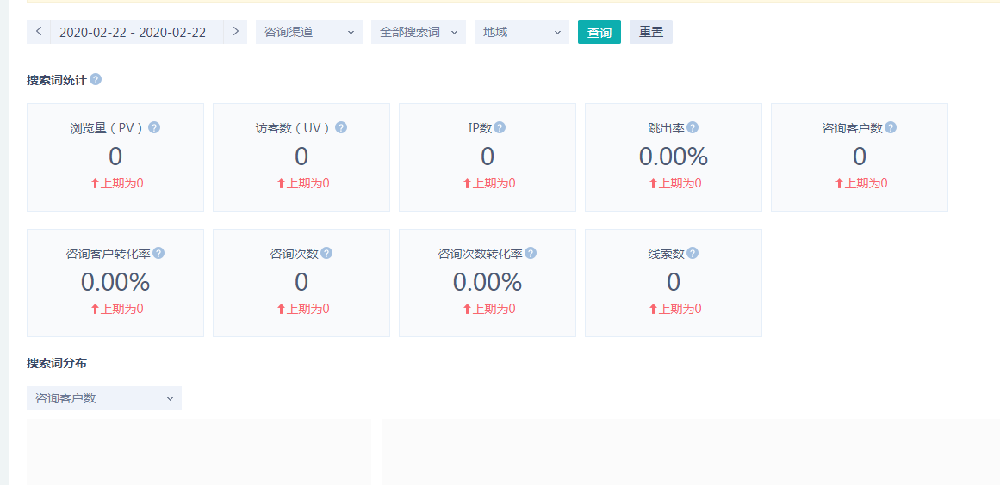 2020-02-22 - 2020-02-22 咨询渠道 全部搜索词 地域 查询 重置
搜索词统计
浏览量（PV） 访客数（UV） IP数 跳出率 咨询客户数
0 0 0 0.00% 0
上期为0 上期为0 上期为0 上期为0 上期为0
咨询客户转化率 咨询次数 咨询次数转化率 线索数
0.00% 0 0.00% 0
上期为0 上期为0 上期为0 上期为0
搜索词分布
咨询客户数